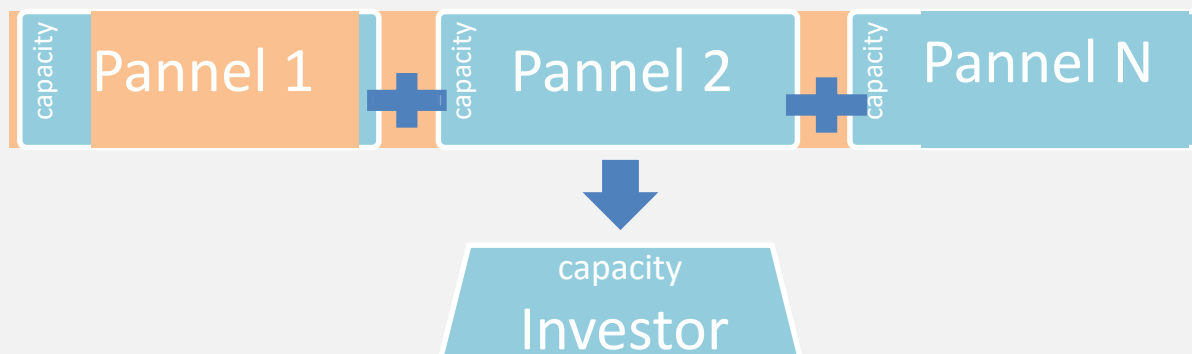 capacity
Pannel 1
capacity
Pannel 2
capacity
Pannel N
capacity
Investor